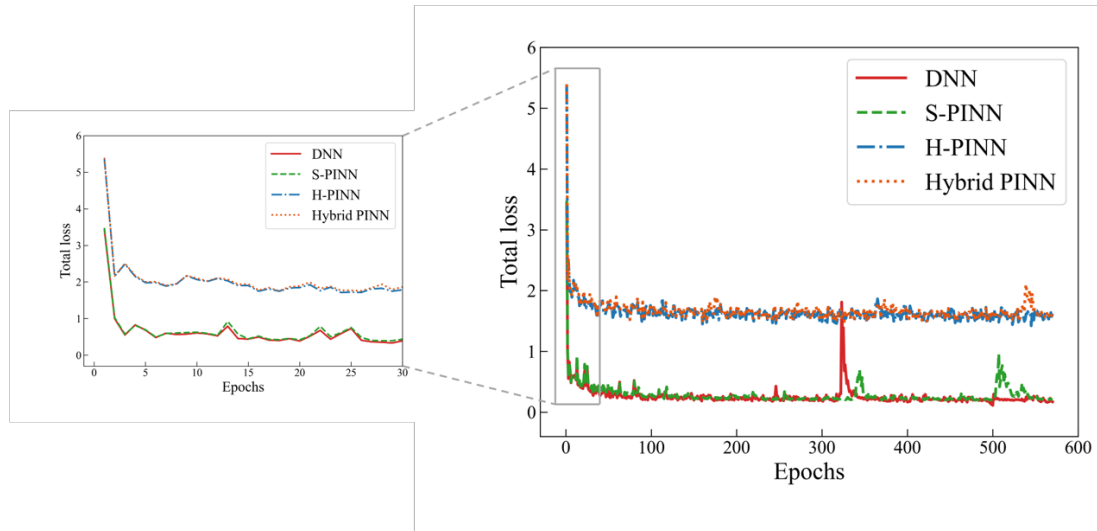 6
5
4
3
2
1
0
Total loss
DNN
S-PINN
H-PINN
Hybrid PINN
0 5 10 15 20 25 30
Epochs
6
5
4
3
2
1
0
Total loss
DNN
S-PINN
H-PINN
Hybrid PINN
0 100 200 300 400 500 600
Epochs